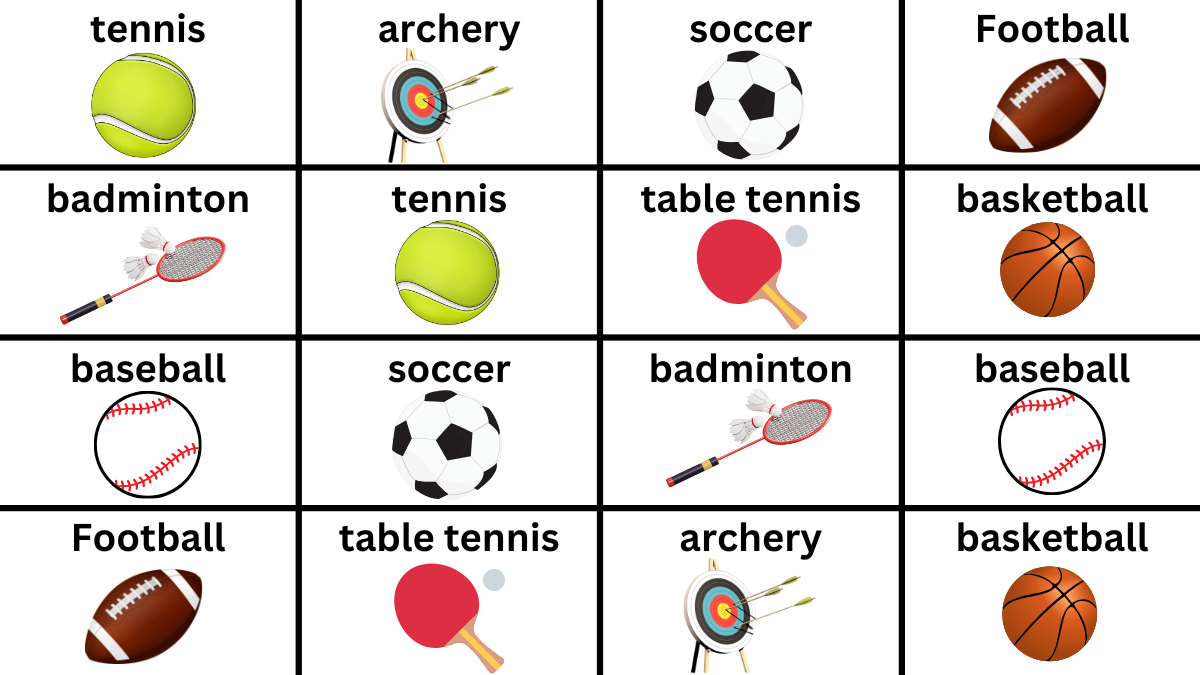 tennis
archery
soccer
Football
badminton
tennis
table tennis
basketball
baseball
soccer
badminton
baseball
Football
table tennis
archery
basketball